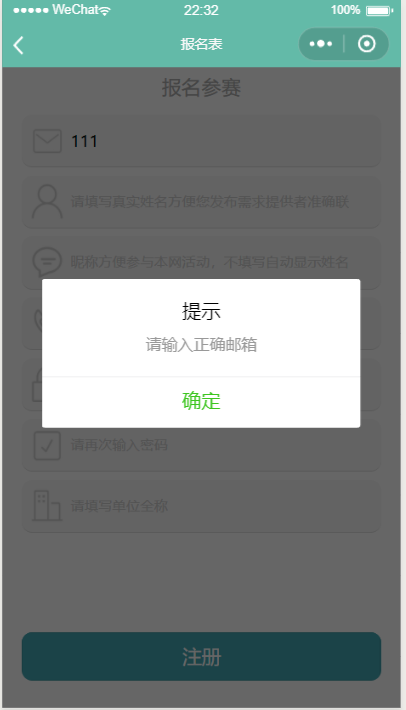 WeChat 22:32 100%
报名表
报名参赛
111
请填写真实姓名方便您发布需求提供者准确联
昵称方便参与本网活动，不填写自动显示姓名
提示
请输入正确邮箱
确定
请再次输入密码
请填写单位全称
注册